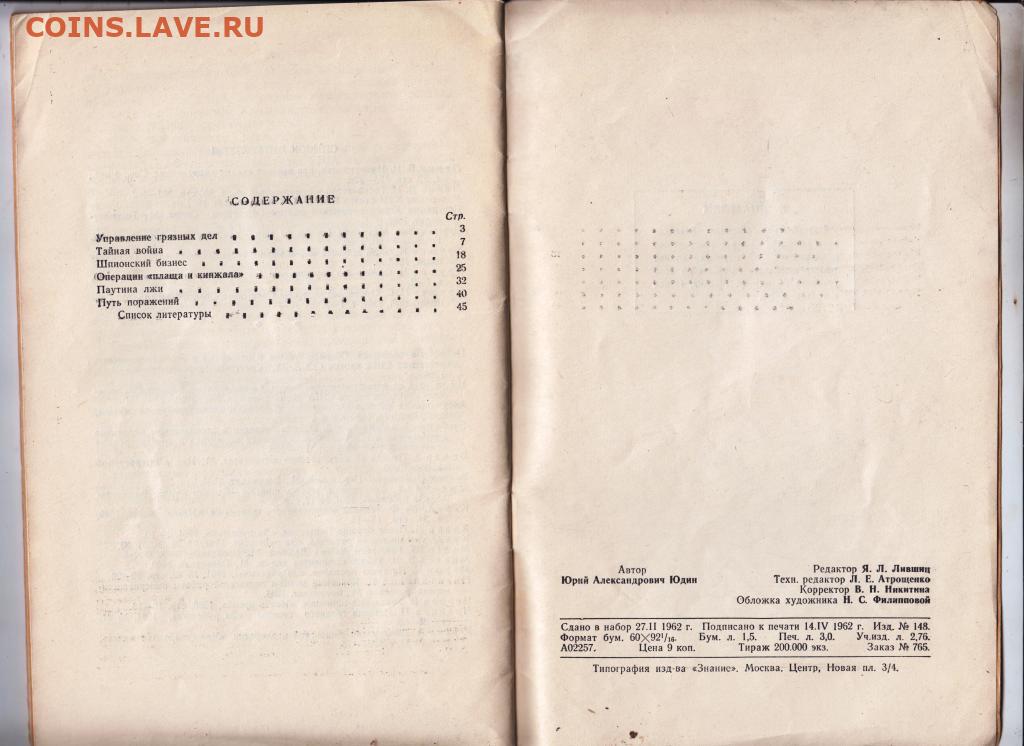 COINS.LAVE.RU
СОДЕРЖАНИЕ
Стр.
Управление грязных дел 3
Тайная война 7
Шпионский бизнес 18
Операции «плаща и кинжала» 25
Паутина лжи 32
Путь поражений 40
Список литературы 45
Автор
Юрий Александрович Юдин
Редактор Я. Л. Лившиц
Техн. редактор Л. Е. Атрощенко
Корректор В. Н. Никитина
Обложка художника Н. С. Филипповой
Сдано в набор 27.II 1962 г. Подписано к печати 14.IV 1962 г. Изд. № 148.
Формат бум. 60×92¹/₁₆. Бум. л. 1,5. Печ. л. 3,0. Уч.изд. л. 2,76.
А02257. Цена 9 коп. Тираж 200.000 экз. Заказ № 765.
Типография изд-ва «Знание». Москва. Центр, Новая пл. 3/4.